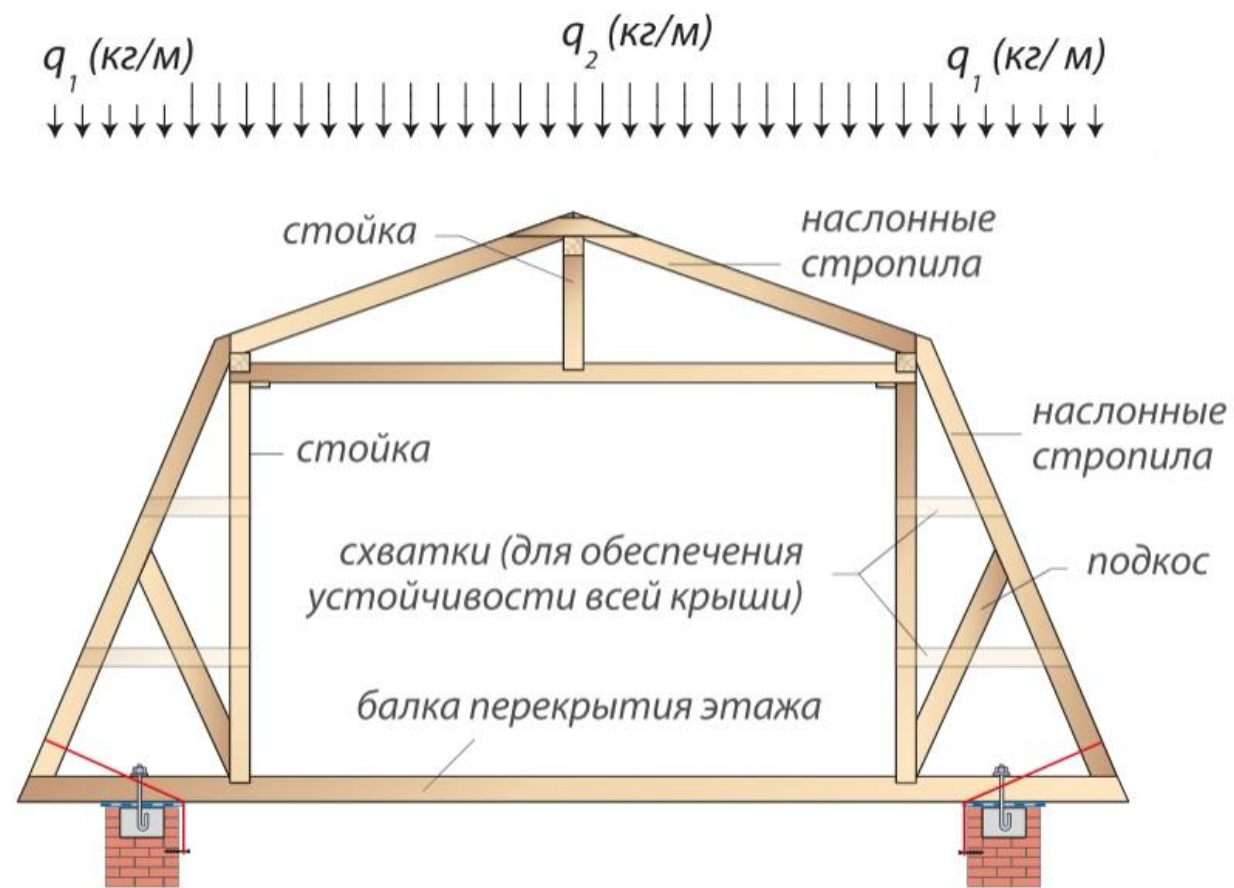 q₁ (кг/м)
q₂ (кг/м)
q₁ (кг/ м)
стойка
наслонные
стропила
стойка
наслонные
стропила
схватки (для обеспечения
устойчивости всей крыши)
подкос
балка перекрытия этажа